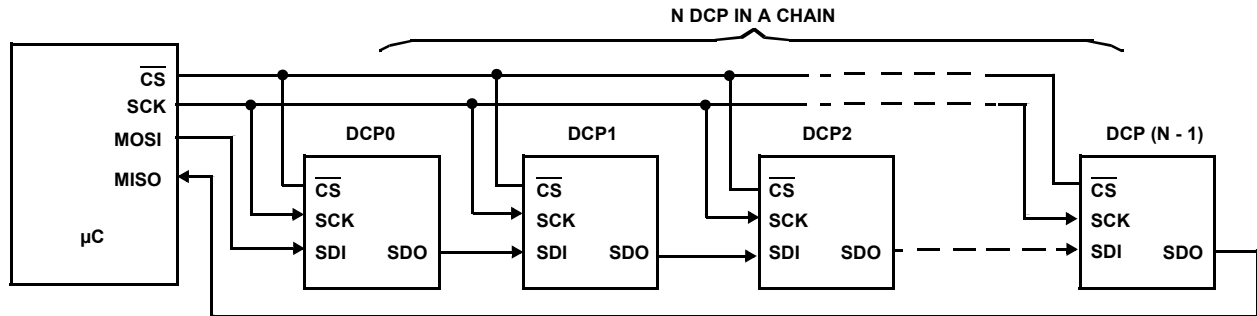 N DCP IN A CHAIN
CS
SCK
MOSI
MISO
µC
DCP0
CS
SCK
SDI SDO
DCP1
CS
SCK
SDI SDO
DCP2
CS
SCK
SDI SDO
DCP (N - 1)
CS
SCK
SDI SDO